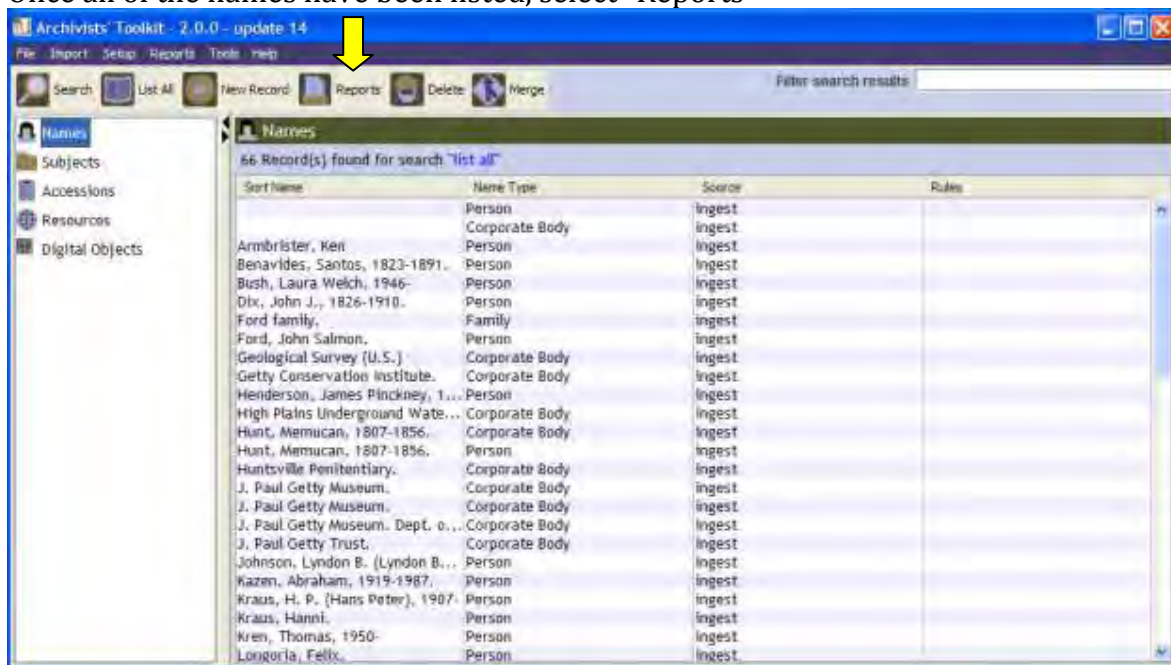 Once all of the names have been listed, select "Reports"
Archivists' Toolkit - 2.0.0 - update 14
File Import Setup Reports Tools Help
Search List All New Record Reports Delete Merge Filter search results
Names
Subjects
Accessions
Resources
Digital Objects
Names
66 Record(s) found for search "list all"
Sort Name Name Type Source Rules
Person ingest
Corporate Body ingest
Armbrister, Ken Person ingest
Benavides, Santos, 1823-1891. Person ingest
Bush, Laura Welch, 1946- Person ingest
Dix, John J., 1826-1910. Person ingest
Ford family. Family ingest
Ford, John Salmon. Person ingest
Geological Survey (U.S.) Corporate Body ingest
Getty Conservation Institute. Corporate Body ingest
Henderson, James Pinckney, 1... Person ingest
High Plains Underground Wate... Corporate Body ingest
Hunt, Memucan, 1807-1856. Corporate Body ingest
Hunt, Memucan, 1807-1856. Person ingest
Huntsville Penitentiary. Corporate Body ingest
J. Paul Getty Museum. Corporate Body ingest
J. Paul Getty Museum. Corporate Body ingest
J. Paul Getty Museum. Dept. o... Corporate Body ingest
J. Paul Getty Trust. Corporate Body ingest
Johnson, Lyndon B. (Lyndon B... Person ingest
Kazen, Abraham, 1919-1987. Person ingest
Kraus, H. P. (Hans Peter), 1907- Person ingest
Kraus, Hanni. Person ingest
Kren, Thomas, 1950- Person ingest
Longoria, Felix. Person ingest